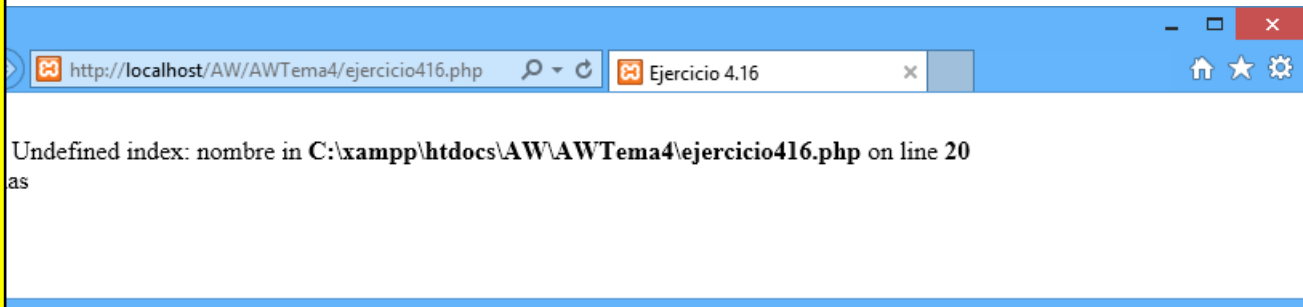 http://localhost/AW/AWTema4/ejercicio416.php
Ejercicio 4.16
Undefined index: nombre in C:\xampp\htdocs\AW\AWTema4\ejercicio416.php on line 20